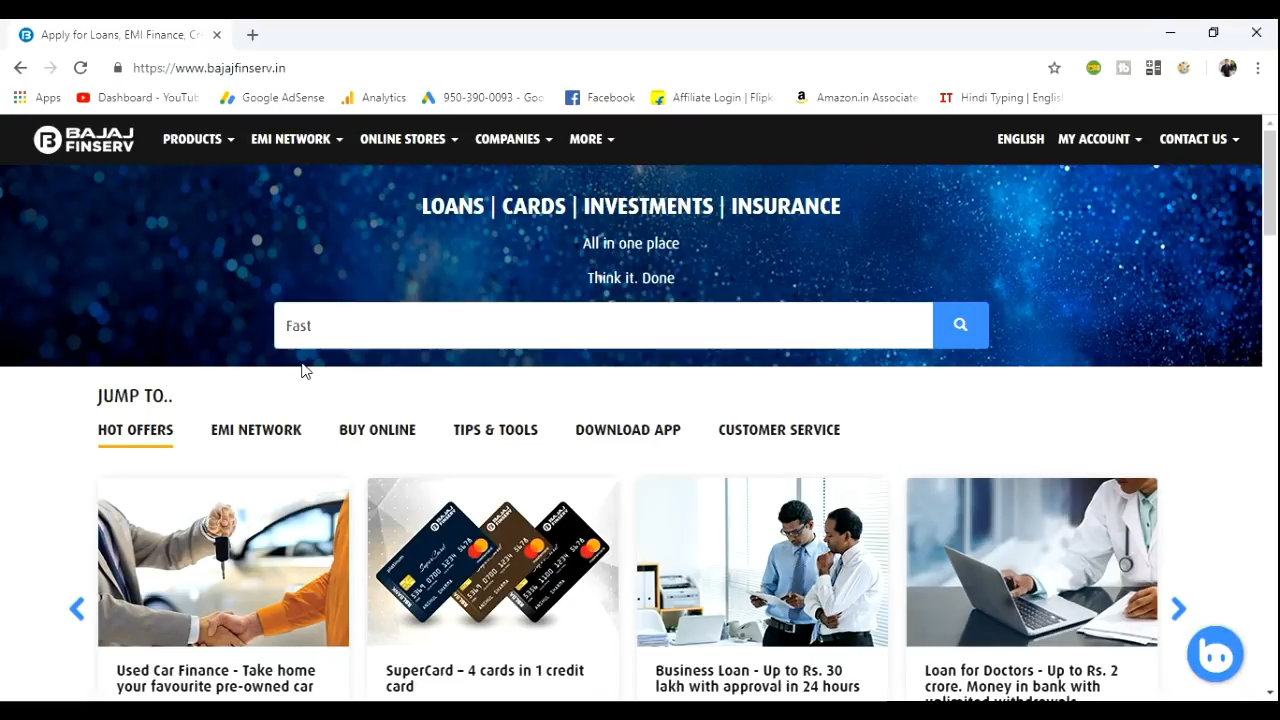 Apply for Loans, EMI Finance, Cr
https://www.bajajfinserv.in
Apps
Dashboard - YouTub
Google AdSense
Analytics
950-390-0093 - Goo
Facebook
Affiliate Login | Flipk
Amazon.in Associate
IT Hindi Typing | Englis
BAJAJ
FINSERV
PRODUCTS
EMI NETWORK
ONLINE STORES
COMPANIES
MORE
ENGLISH
MY ACCOUNT
CONTACT US
LOANS | CARDS | INVESTMENTS | INSURANCE
All in one place
Think it. Done
Fast
JUMP TO..
HOT OFFERS
EMI NETWORK
BUY ONLINE
TIPS & TOOLS
DOWNLOAD APP
CUSTOMER SERVICE
Used Car Finance - Take home
your favourite pre-owned car
SuperCard – 4 cards in 1 credit
card
Business Loan - Up to Rs. 30
lakh with approval in 24 hours
Loan for Doctors - Up to Rs. 2
crore. Money in bank with
unlimited withdrawals